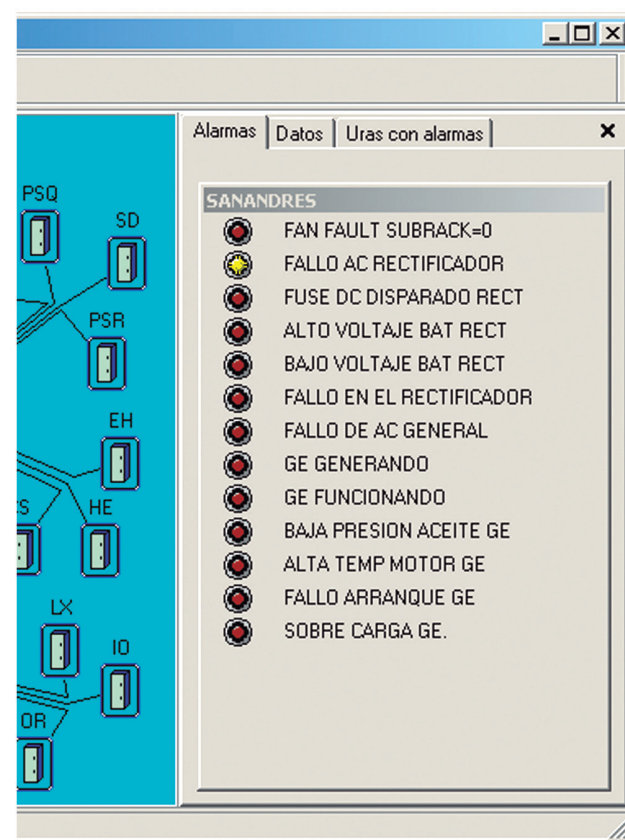 Alarmas Datos Uras con alarmas
SANANDRES
FAN FAULT SUBRACK=0
FALLO AC RECTIFICADOR
FUSE DC DISPARADO RECT
ALTO VOLTAJE BAT RECT
BAJO VOLTAJE BAT RECT
FALLO EN EL RECTIFICADOR
FALLO DE AC GENERAL
GE GENERANDO
GE FUNCIONANDO
BAJA PRESION ACEITE GE
ALTA TEMP MOTOR GE
FALLO ARRANQUE GE
SOBRE CARGA GE.
PSQ
SD
PSR
EH
HE
LX
IO
OR